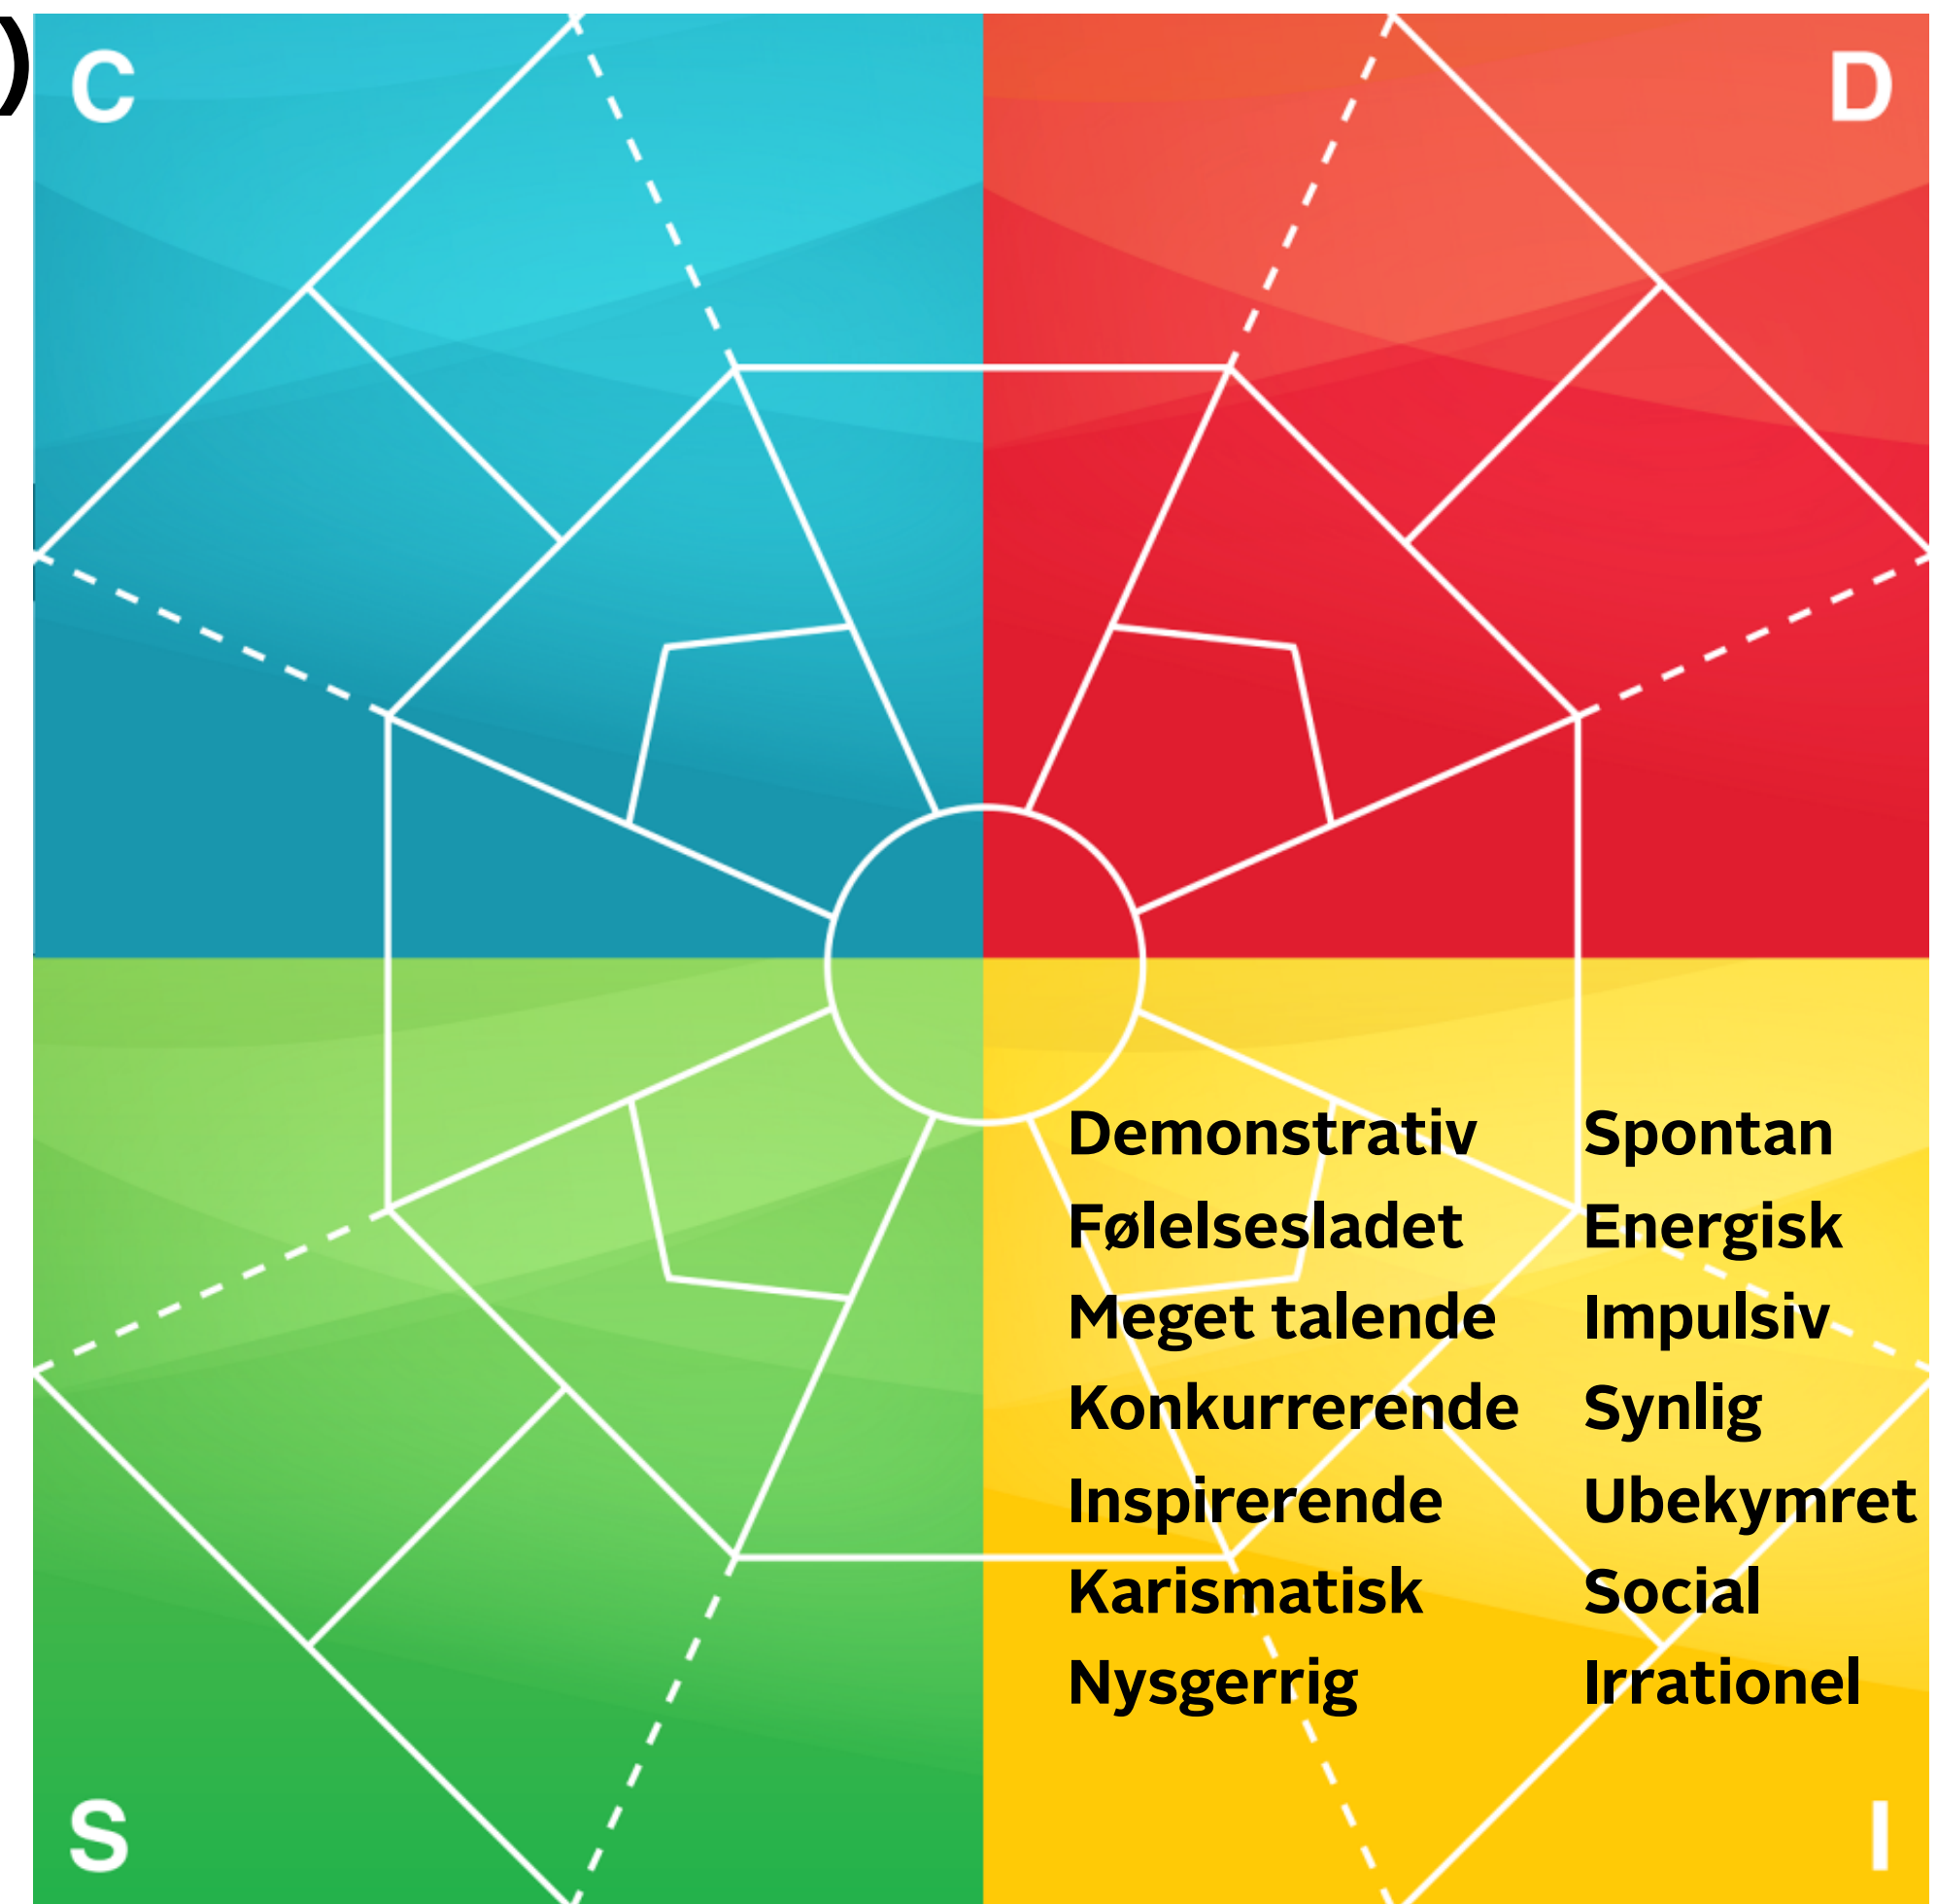 )
C D
Demonstrativ Spontan
Følelsesladet Energisk
Meget talende Impulsiv
Konkurrerende Synlig
Inspirerende Ubekymret
Karismatisk Social
Nysgerrig Irrationel
S I